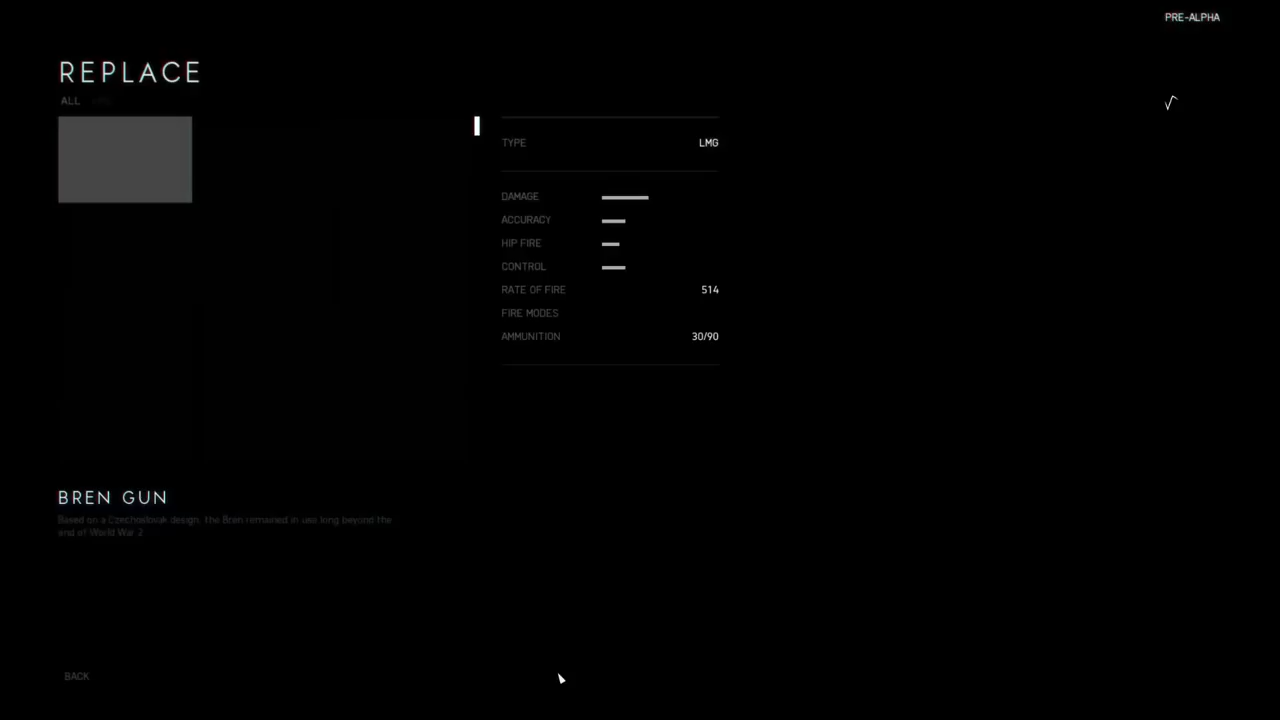 PRE-ALPHA
REPLACE
ALL
TYPE LMG
DAMAGE
ACCURACY
HIP FIRE
CONTROL
RATE OF FIRE 514
FIRE MODES
AMMUNITION 30/90
BREN GUN
Based on a Czechoslovak design, the Bren remained in use long beyond the
end of World War 2
BACK